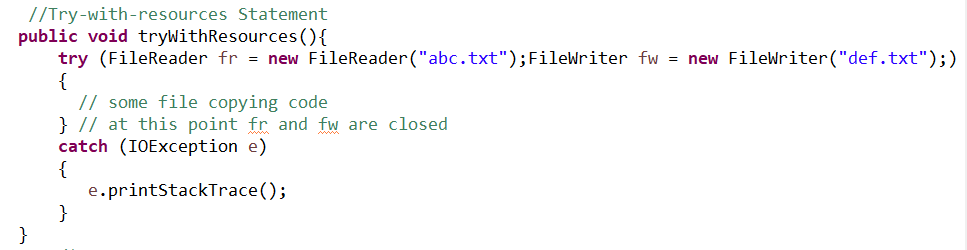 //Try-with-resources Statement
public void tryWithResources(){
try (FileReader fr = new FileReader("abc.txt");FileWriter fw = new FileWriter("def.txt");)
{
// some file copying code
} // at this point fr and fw are closed
catch (IOException e)
{
e.printStackTrace();
}
}